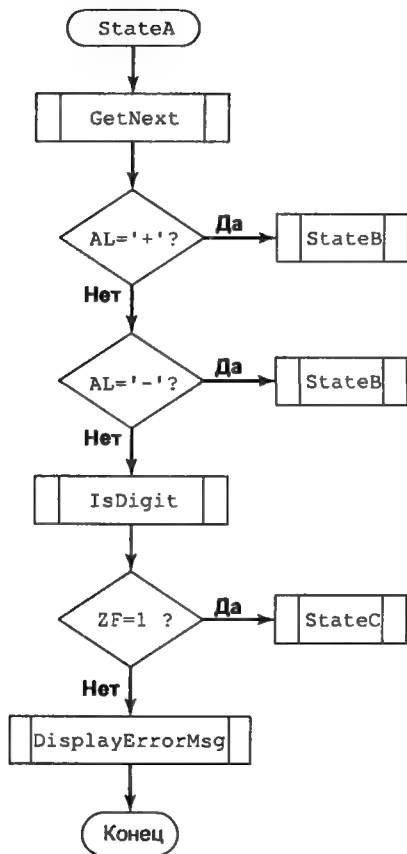 StateA
GetNext
AL='+'?
Да
StateB
Нет
AL='-'?
Да
StateB
Нет
IsDigit
ZF=1 ?
Да
StateC
Нет
DisplayErrorMsg
Конец